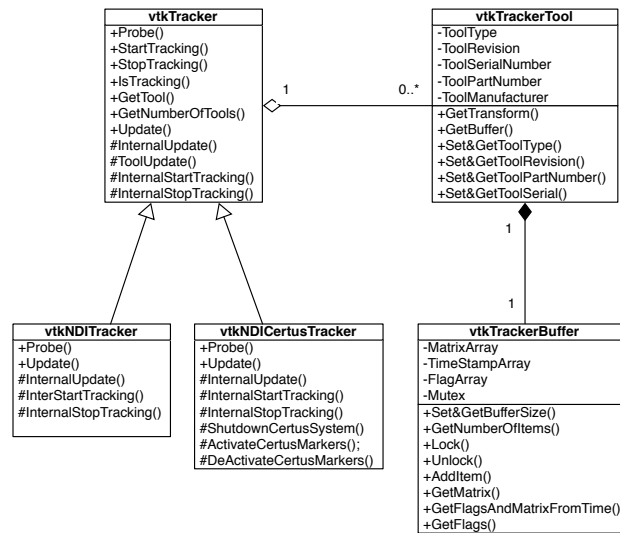 vtkTracker
+Probe()
+StartTracking()
+StopTracking()
+IsTracking()
+GetTool()
+GetNumberOfTools()
+Update()
#InternalUpdate()
#ToolUpdate()
#InternalStartTracking()
#InternalStopTracking()
1
0..*
vtkTrackerTool
-ToolType
-ToolRevision
-ToolSerialNumber
-ToolPartNumber
-ToolManufacturer
+GetTransform()
+GetBuffer()
+Set&GetToolType()
+Set&GetToolRevision()
+Set&GetToolPartNumber()
+Set&GetToolSerial()
1
1
vtkNDITracker
+Probe()
+Update()
#InternalUpdate()
#InterStartTracking()
#InternalStopTracking()
vtkNDICertusTracker
+Probe()
+Update()
#InternalUpdate()
#InternalStartTracking()
#InternalStopTracking()
#ShutdownCertusSystem()
#ActivateCertusMarkers();
#DeActivateCertusMarkers()
vtkTrackerBuffer
-MatrixArray
-TimeStampArray
-FlagArray
-Mutex
+Set&GetBufferSize()
+GetNumberOfItems()
+Lock()
+Unlock()
+AddItem()
+GetMatrix()
+GetFlagsAndMatrixFromTime()
+GetFlags()